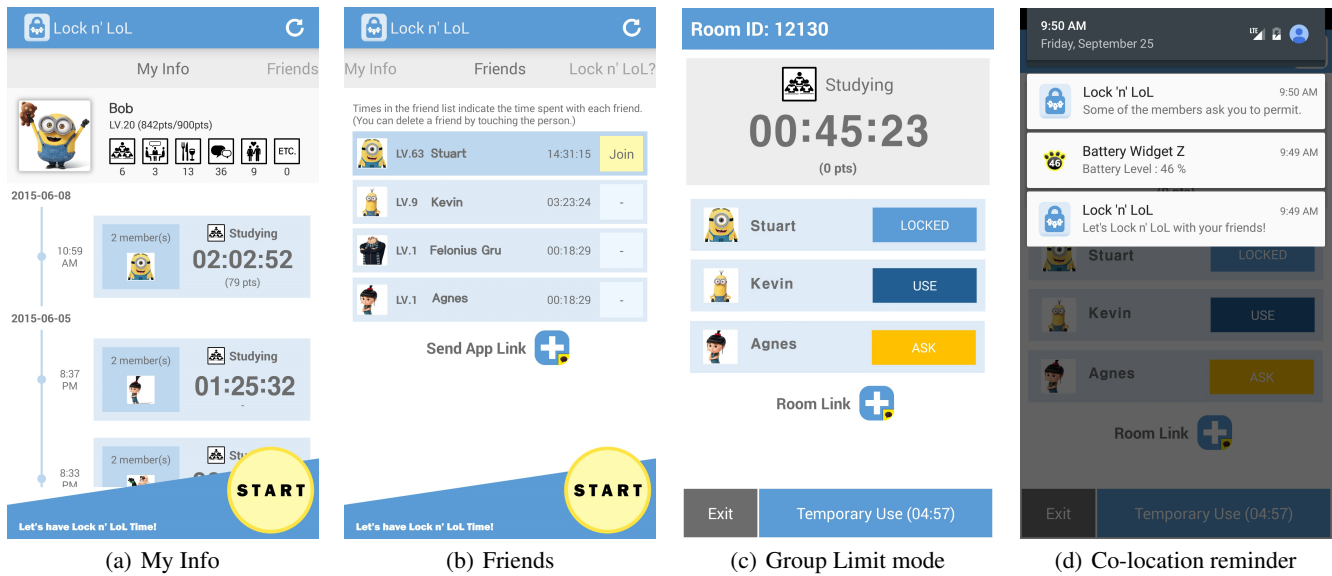 Lock n' LoL
My Info
Friends
Bob
LV.20 (842pts/900pts)
ETC.
6
3
13
36
9
0
2015-06-08
10:59
AM
2 member(s)
Studying
02:02:52
(79 pts)
2015-06-05
8:37
PM
2 member(s)
Studying
01:25:32
-
8:33
PM
2 member(s)
START
Let's have Lock n' LoL Time!
(a) My Info
Lock n' LoL
My Info
Friends
Lock n' LoL?
Times in the friend list indicate the time spent with each friend.
(You can delete a friend by touching the person.)
LV.63 Stuart 14:31:15 Join
LV.9 Kevin 03:23:24 -
LV.1 Felonius Gru 00:18:29 -
LV.1 Agnes 00:18:29 -
Send App Link
START
Let's have Lock n' LoL Time!
(b) Friends
Room ID: 12130
Studying
00:45:23
(0 pts)
Stuart LOCKED
Kevin USE
Agnes ASK
Room Link
Exit
Temporary Use (04:57)
(c) Group Limit mode
9:50 AM
Friday, September 25
LTE
Lock 'n' LoL 9:50 AM
Some of the members ask you to permit.
46
Battery Widget Z 9:49 AM
Battery Level : 46 %
Lock 'n' LoL 9:49 AM
Let's Lock n' LoL with your friends!
Stuart LOCKED
Kevin USE
Agnes ASK
Room Link
Exit
Temporary Use (04:57)
(d) Co-location reminder